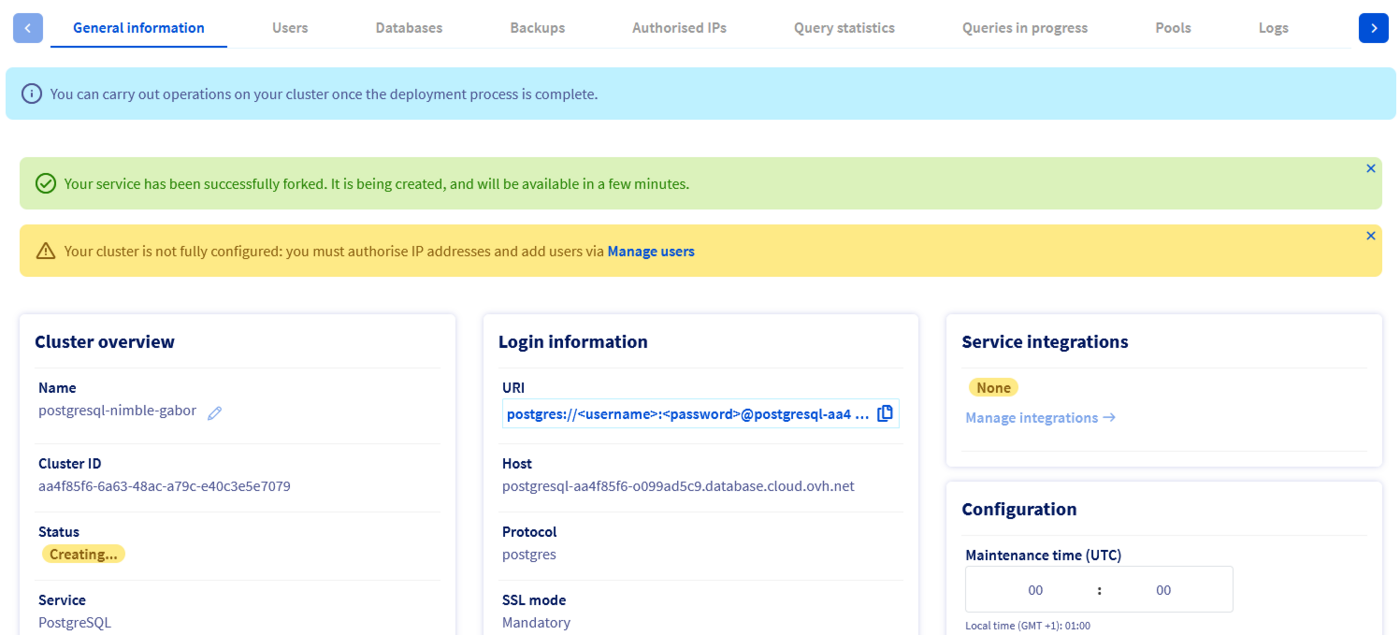 General information
Users
Databases
Backups
Authorised IPs
Query statistics
Queries in progress
Pools
Logs
You can carry out operations on your cluster once the deployment process is complete.
Your service has been successfully forked. It is being created, and will be available in a few minutes.
Your cluster is not fully configured: you must authorise IP addresses and add users via Manage users
Cluster overview
Name
postgresql-nimble-gabor
Cluster ID
aa4f85f6-6a63-48ac-a79c-e40c3e5e7079
Status
Creating...
Service
PostgreSQL
Login information
URI
postgres://<username>:<password>@postgresql-aa4 ...
Host
postgresql-aa4f85f6-o099ad5c9.database.cloud.ovh.net
Protocol
postgres
SSL mode
Mandatory
Service integrations
None
Manage integrations →
Configuration
Maintenance time (UTC)
00 : 00
Local time (GMT +1): 01:00